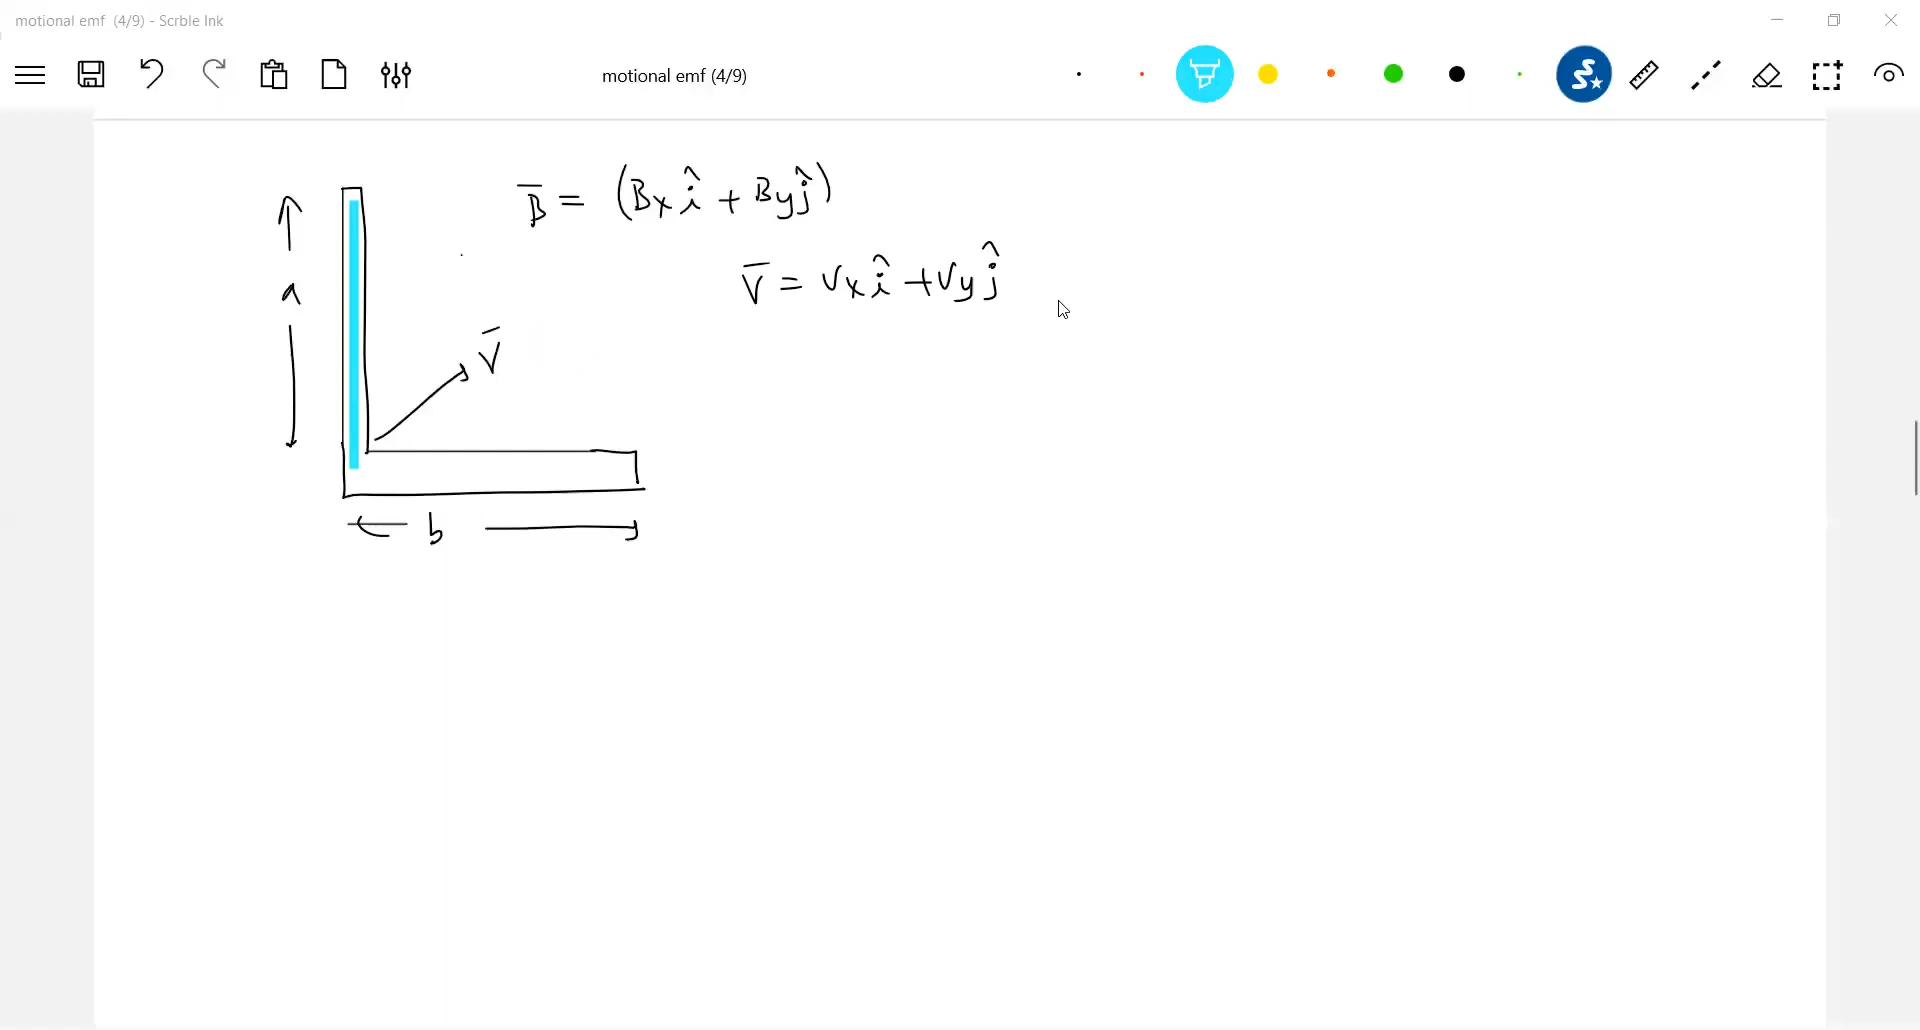 motional emf (4/9) - Scrble Ink
motional emf (4/9)
B̅ = (Bx î + By ĵ)
V̅ = Vx î + Vy ĵ
a
V̅
b